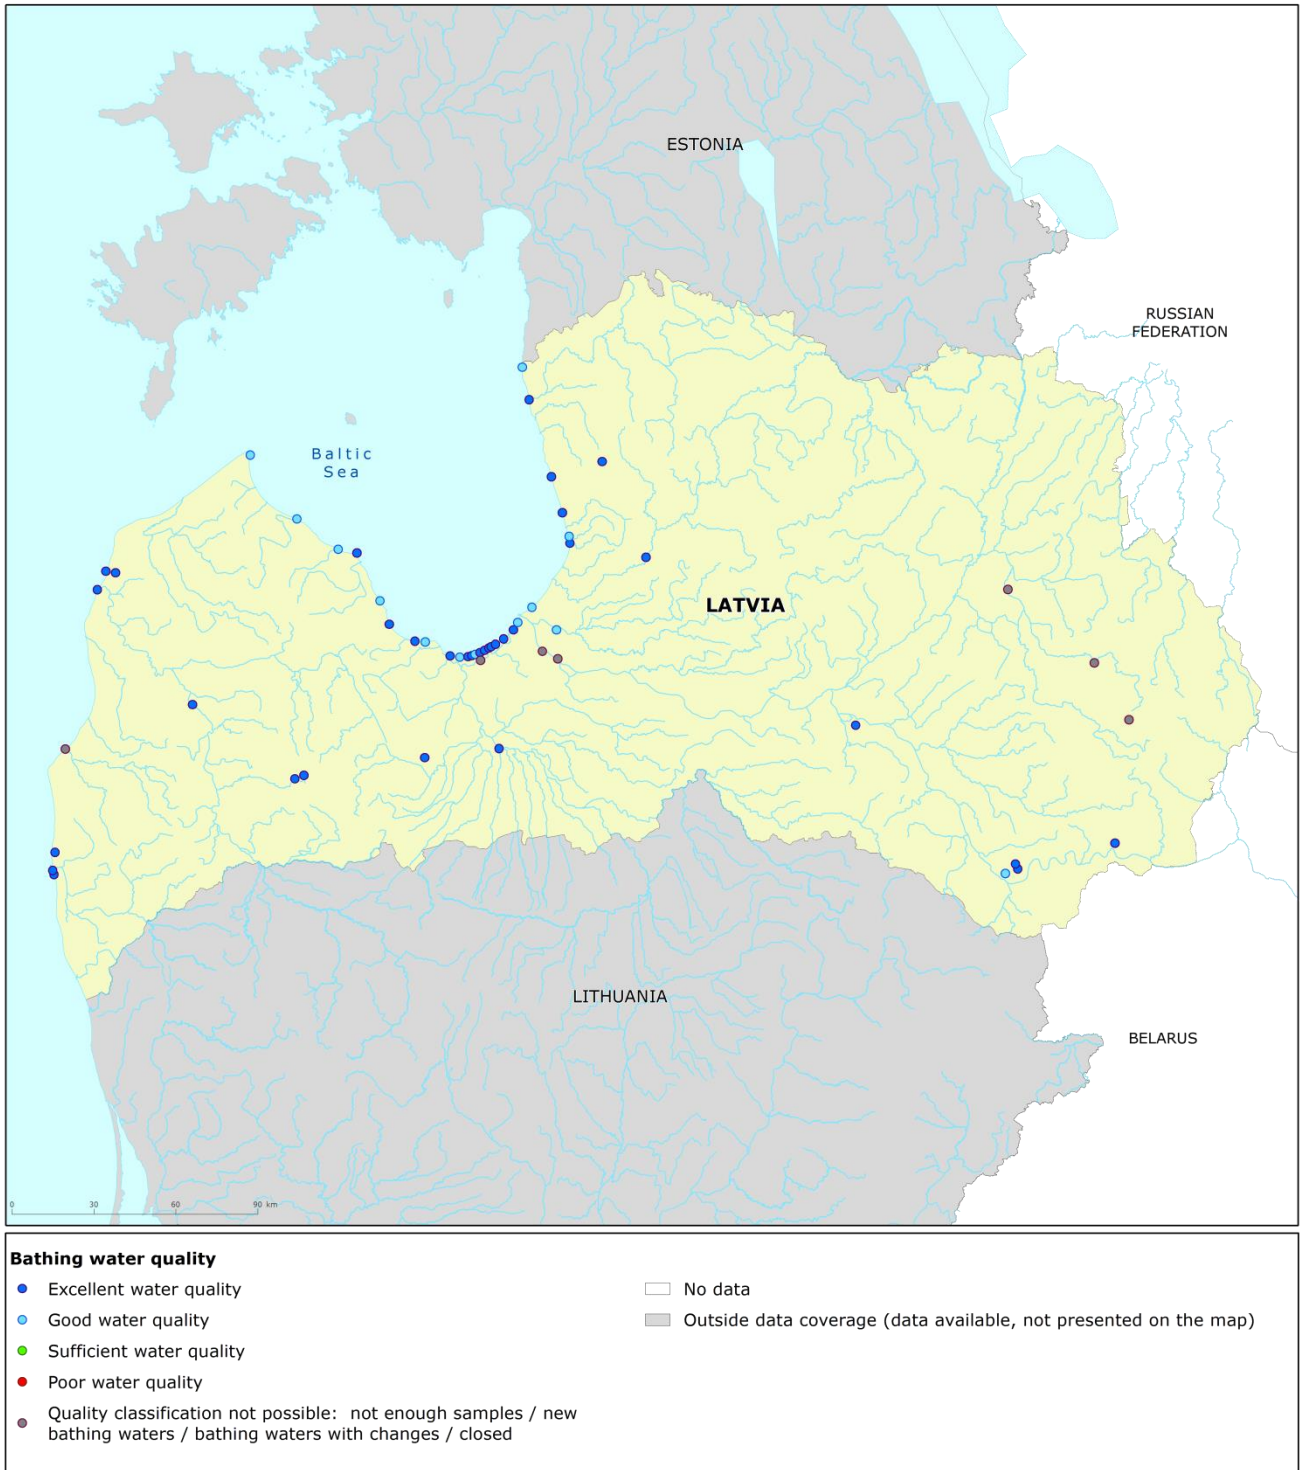 ESTONIA
RUSSIAN
FEDERATION
Baltic
Sea
LATVIA
LITHUANIA
BELARUS
0 30 60 90 km
Bathing water quality
Excellent water quality
Good water quality
Sufficient water quality
Poor water quality
Quality classification not possible: not enough samples / new
bathing waters / bathing waters with changes / closed
No data
Outside data coverage (data available, not presented on the map)